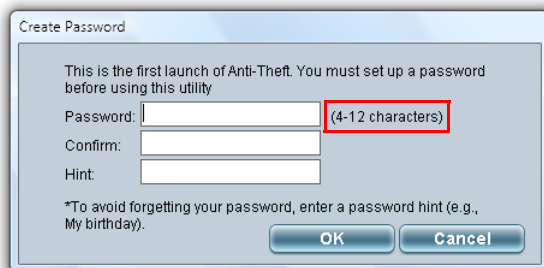 Create Password
This is the first launch of Anti-Theft. You must set up a password
before using this utility
Password: (4-12 characters)
Confirm:
Hint:
*To avoid forgetting your password, enter a password hint (e.g.,
My birthday).
OK Cancel